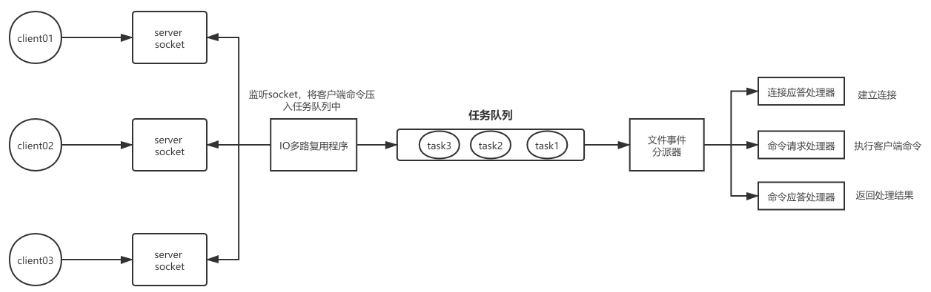 client01
server
socket
监听socket，将客户端命令压
入任务队列中
client02
server
socket
IO多路复用程序
任务队列
task3
task2
task1
文件事件
分派器
连接应答处理器
建立连接
命令请求处理器
执行客户端命令
命令应答处理器
返回处理结果
client03
server
socket